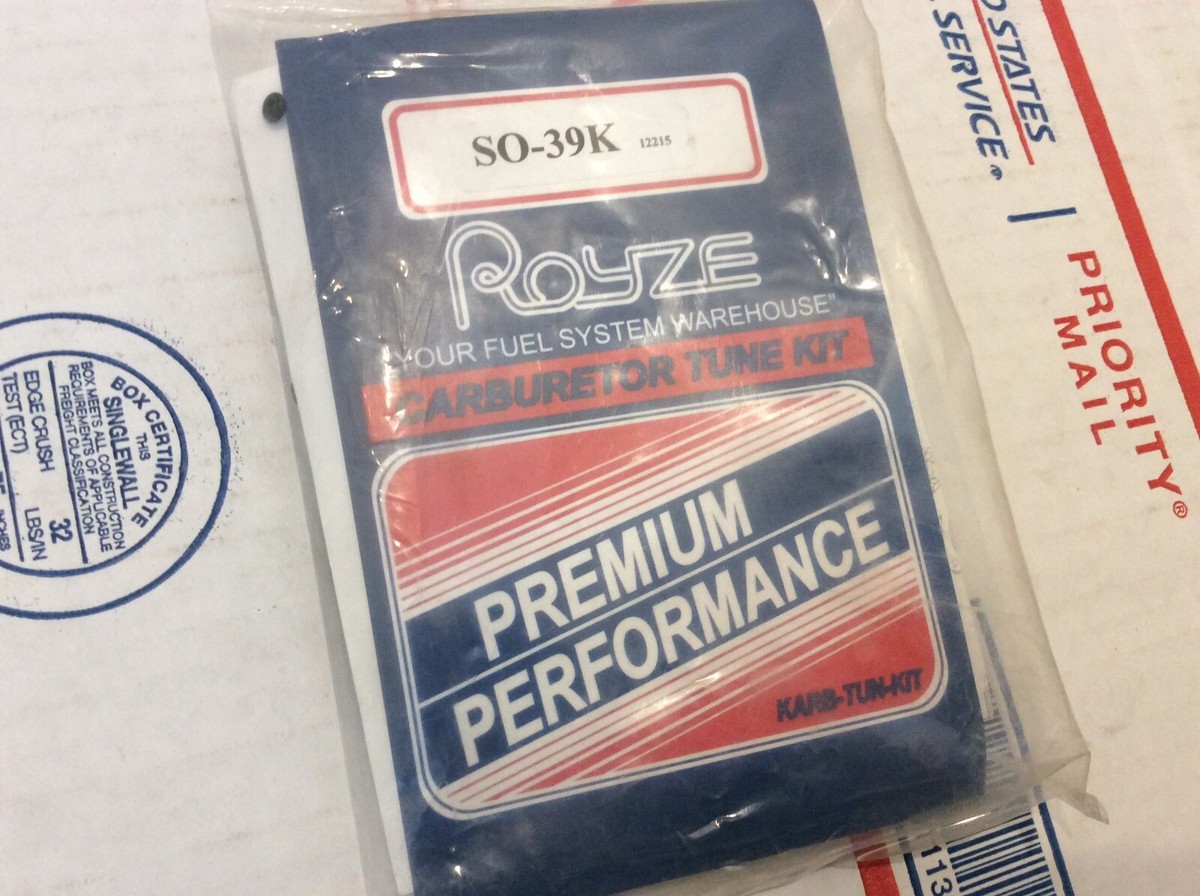 SO-39K 12215
ROYZE
"YOUR FUEL SYSTEM WAREHOUSE"
CARBURETOR TUNE KIT
PREMIUM
PERFORMANCE
KARB-TUN-KIT
STATES
SERVICE®
PRIORITY®
MAIL
BOX CERTIFICATE
THIS
SINGLEWALL
BOX MEETS ALL CONSTRUCTION
REQUIREMENTS OF APPLICABLE
FREIGHT CLASSIFICATION
EDGE CRUSH
TEST (ECT)
32
LBS/IN
INCHES
113